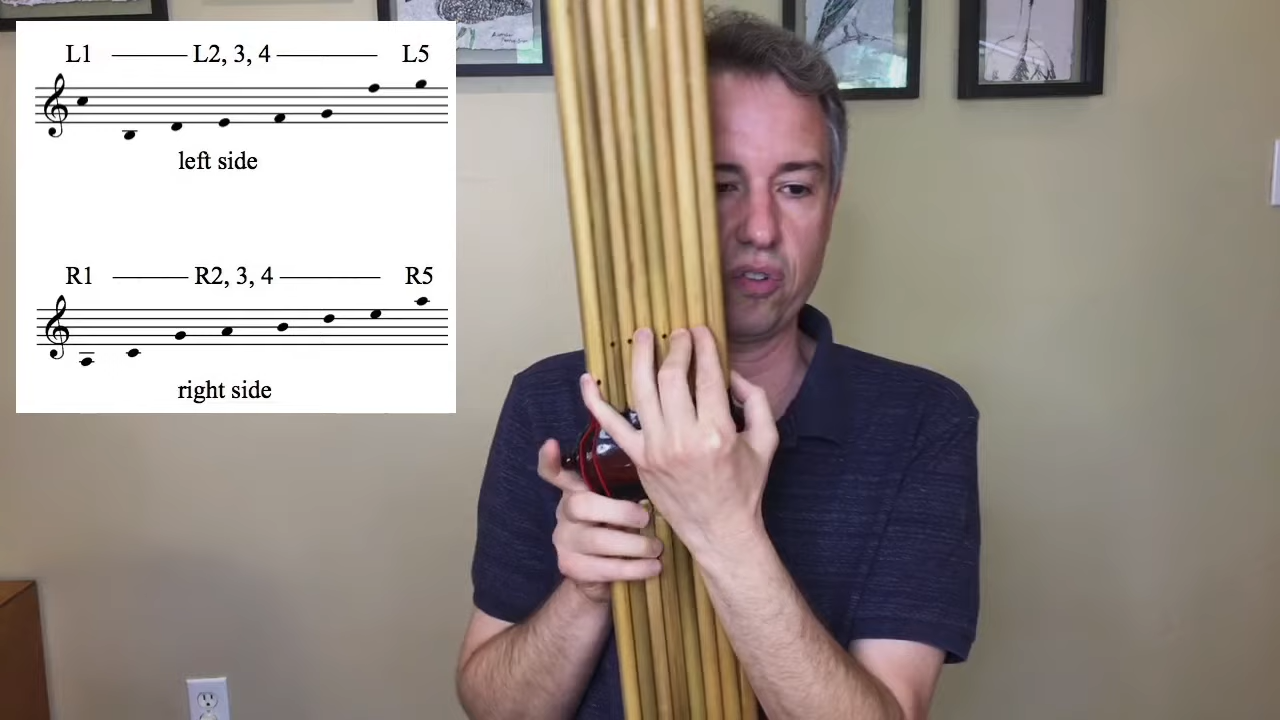 L1 ——— L2, 3, 4 ———— L5
left side
R1 ——— R2, 3, 4 ———— R5
right side